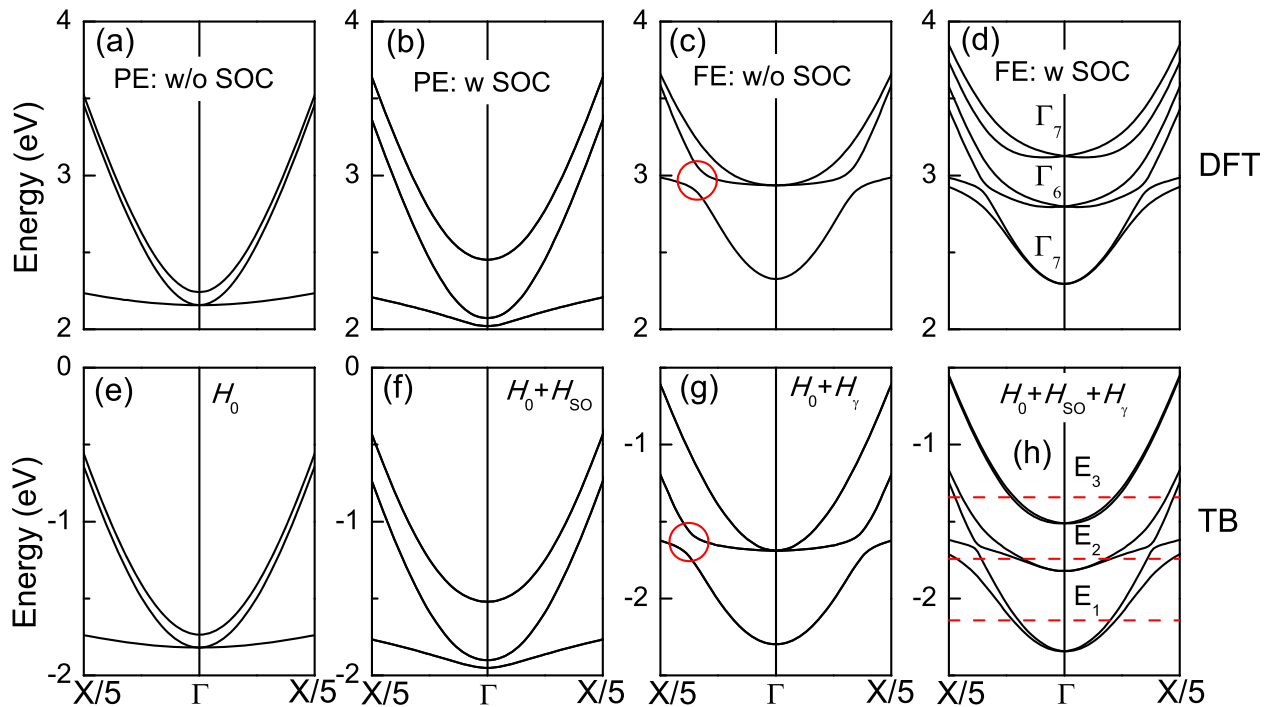 4 4 4 4
(a) (b) (c) (d)
PE: w/o SOC PE: w SOC FE: w/o SOC FE: w SOC
Γ7
3 3
Γ6
Γ7
2 2 2 2
Energy (eV)
DFT
0 0
(e) (f) (g) (h)
H0 H0+HSO H0+Hγ H0+HSO+Hγ
-1 -1 -1 -1
E3
E2
E1
-2 -2 -2 -2
Energy (eV)
TB
X/5 Γ X/5 X/5 Γ X/5 X/5 Γ X/5 X/5 Γ X/5